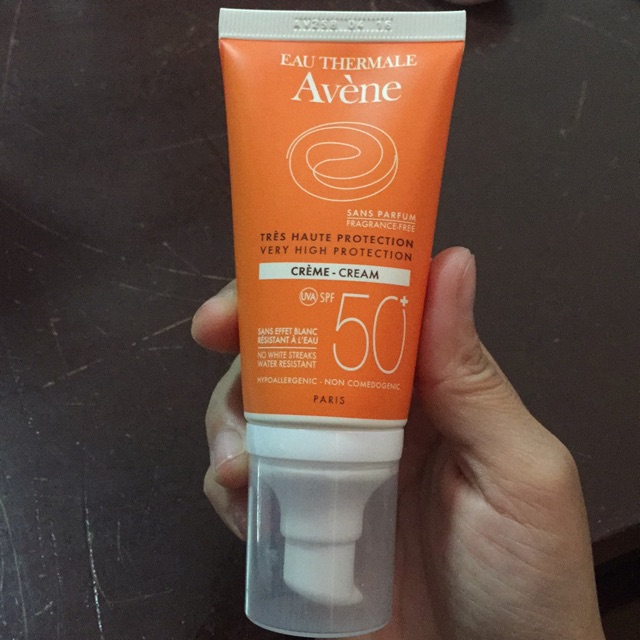 EAU THERMALE
Avène
SANS PARFUM
FRAGRANCE-FREE
TRÈS HAUTE PROTECTION
VERY HIGH PROTECTION
CRÈME - CREAM
UVA SPF 50+
SANS EFFET BLANC
RÉSISTANT À L'EAU
NO WHITE STREAKS
WATER RESISTANT
HYPOALLERGENIC - NON COMEDOGENIC
PARIS